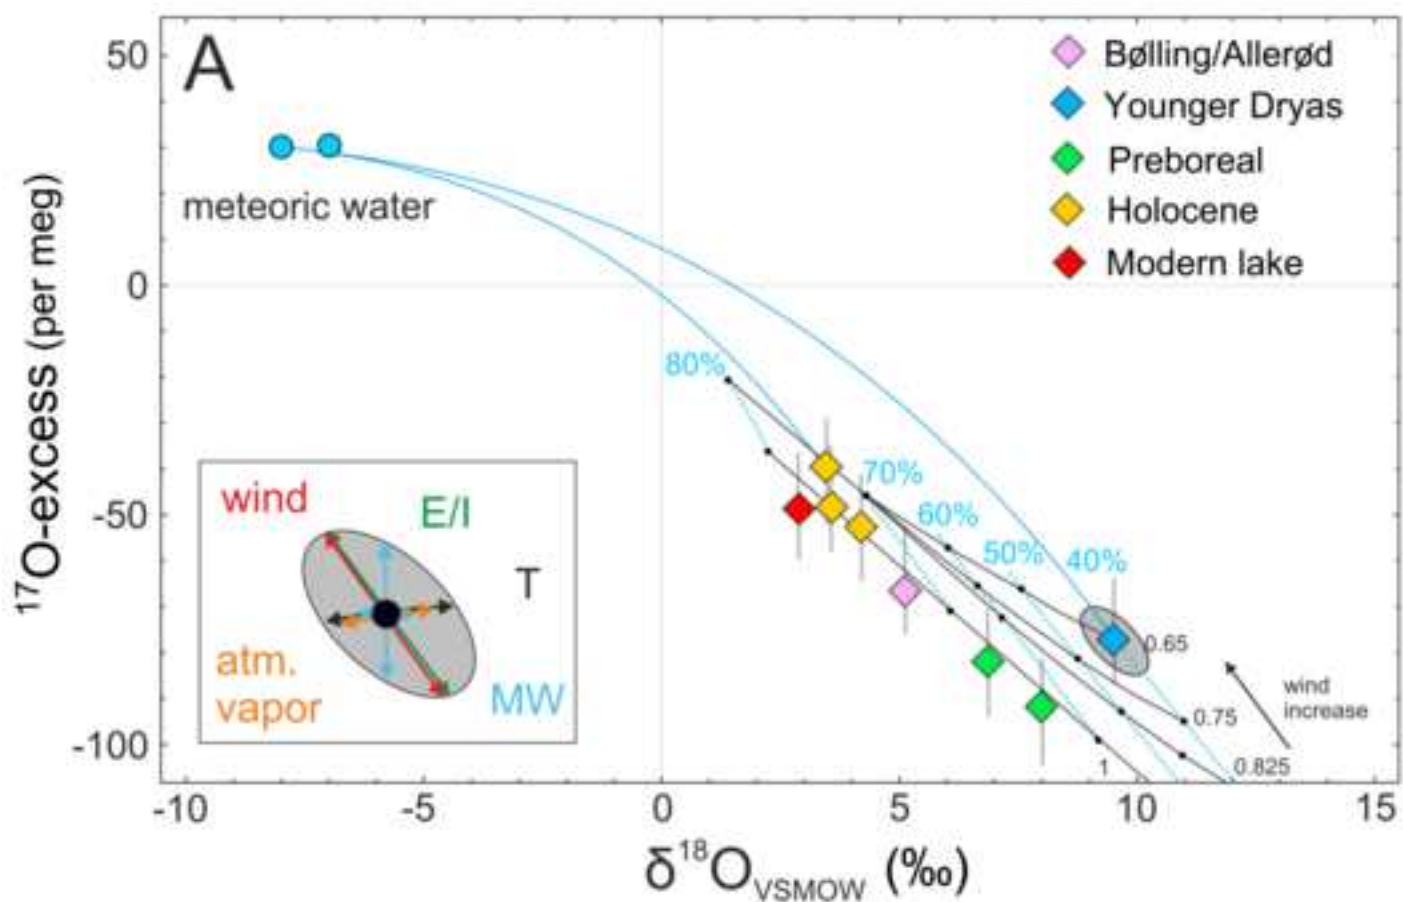 A
Bølling/Allerød
Younger Dryas
Preboreal
Holocene
Modern lake
meteoric water
80%
70%
60%
50%
40%
0.65
0.75
0.825
1
wind
increase
wind
E/I
T
atm.
vapor
MW
50
0
-50
-100
17O-excess (per meg)
-10
-5
0
5
10
15
δ18OVSMOW (‰)